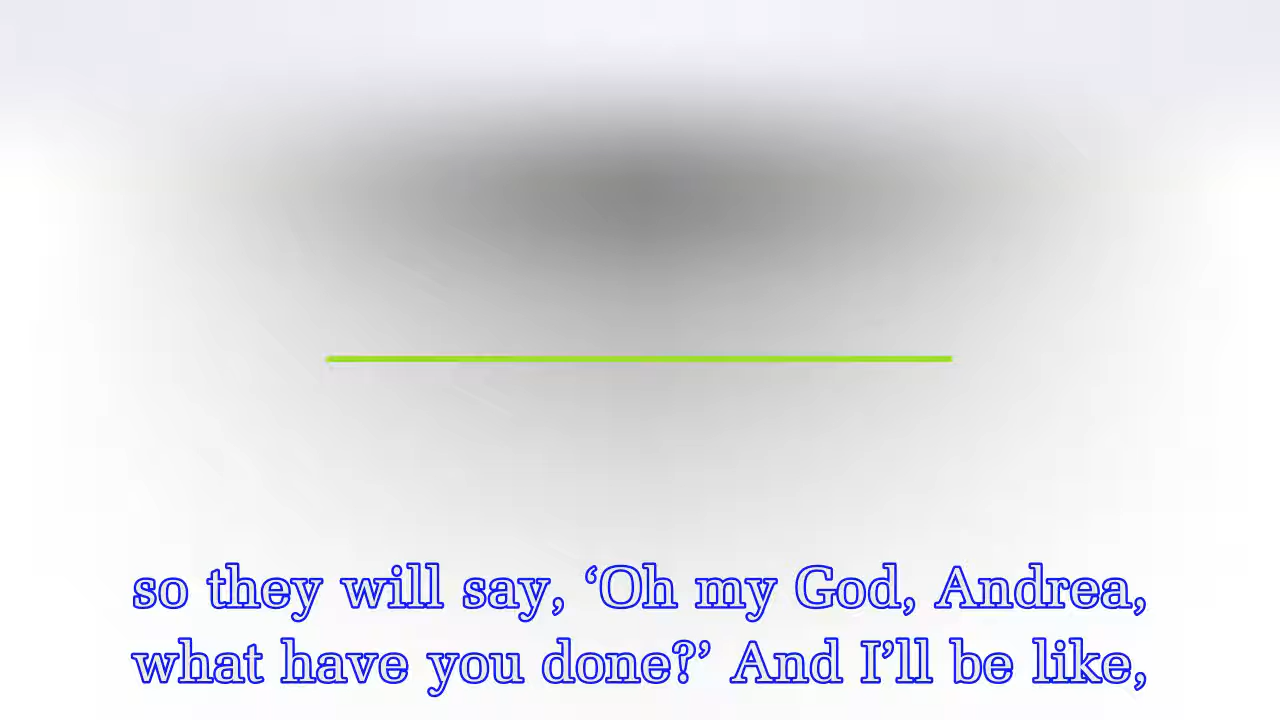 so they will say, ‘Oh my God, Andrea,
what have you done?’ And I’ll be like,